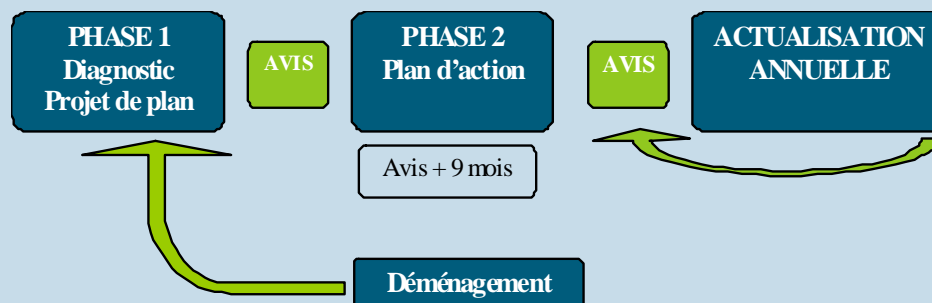 PHASE 1
Diagnostic
Projet de plan
AVIS
PHASE 2
Plan d'action
AVIS
ACTUALISATION
ANNUELLE
Avis + 9 mois
Déménagement